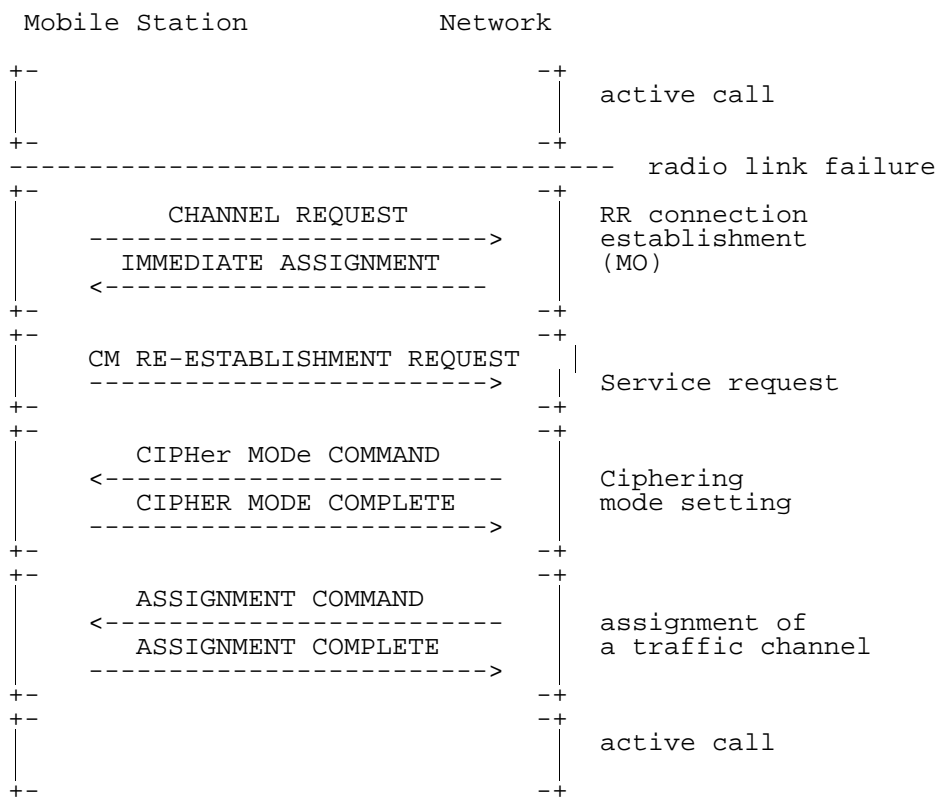 Mobile Station Network
active call
radio link failure
CHANNEL REQUEST RR connection
establishment
IMMEDIATE ASSIGNMENT (MO)
CM RE-ESTABLISHMENT REQUEST
Service request
CIPHer MODe COMMAND
Ciphering
CIPHER MODE COMPLETE mode setting
ASSIGNMENT COMMAND
assignment of
ASSIGNMENT COMPLETE a traffic channel
active call